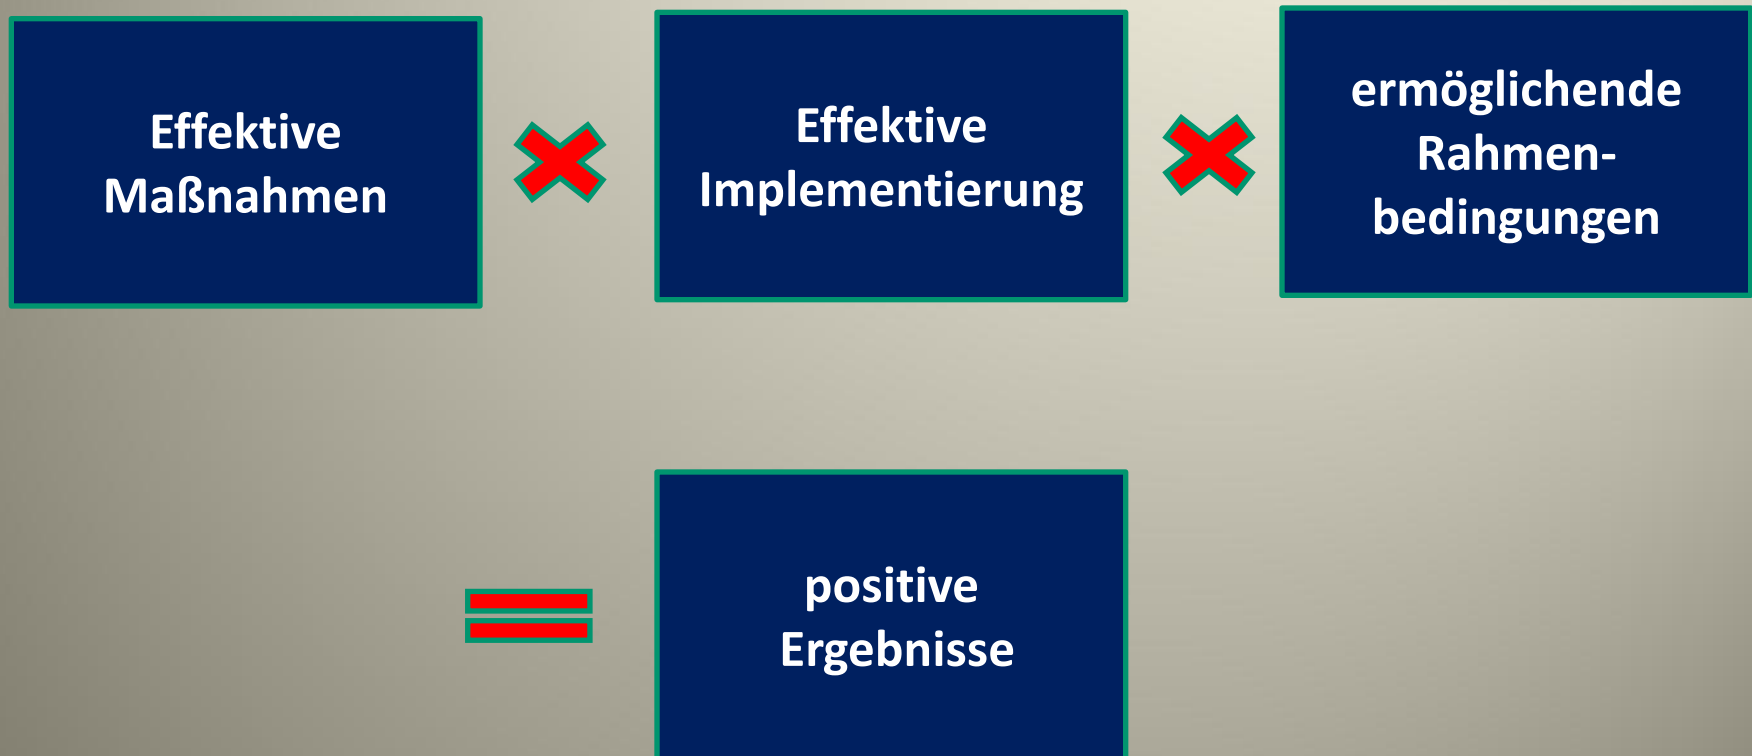 Effektive
Maßnahmen
Effektive
Implementierung
ermöglichende
Rahmen-
bedingungen
positive
Ergebnisse